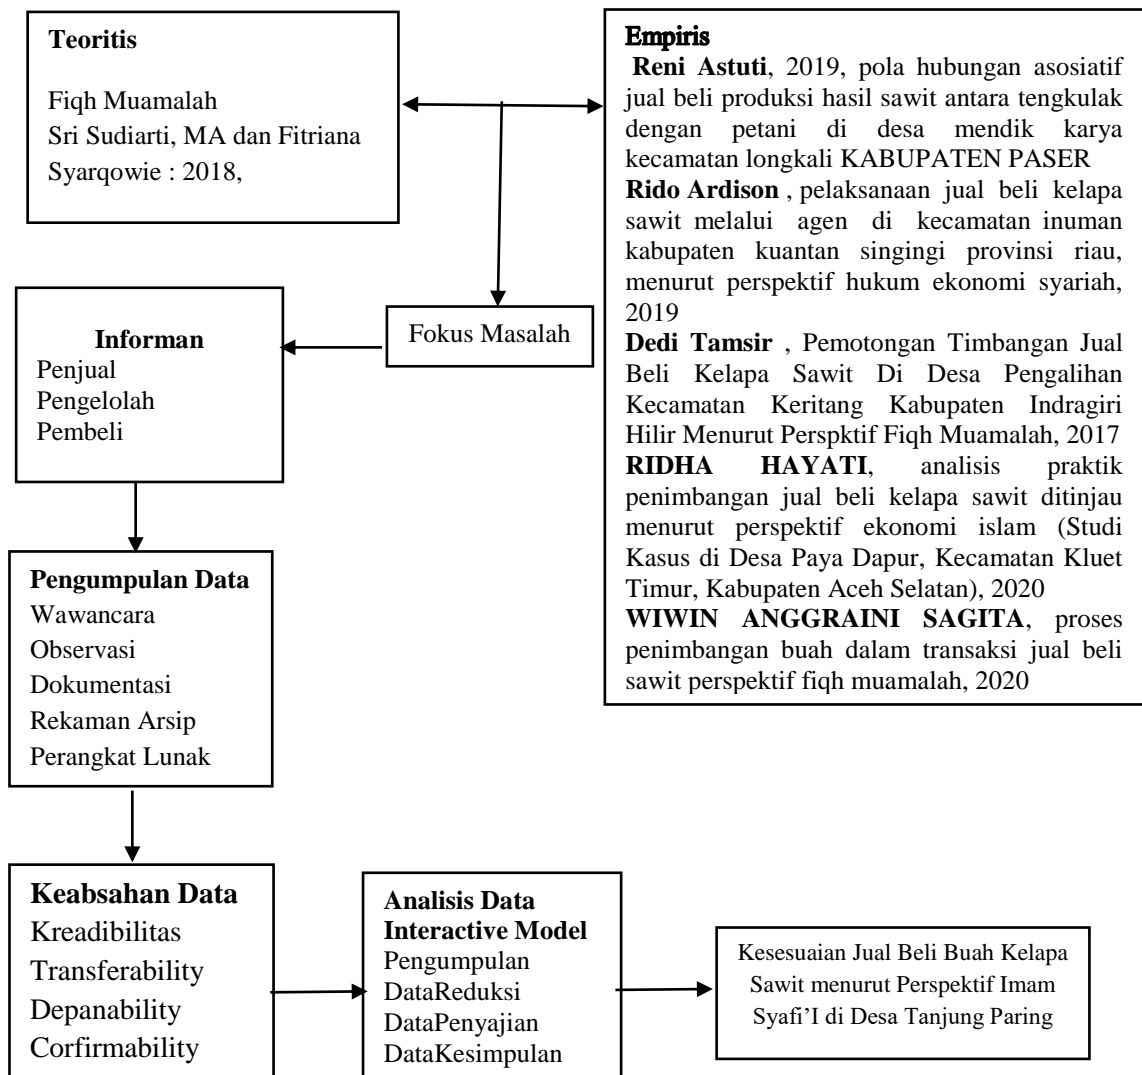 Teoritis
Fiqh Muamalah
Sri Sudiarti, MA dan Fitriana
Syarqowie : 2018,
Empiris
Reni Astuti, 2019, pola hubungan asosiatif
jual beli produksi hasil sawit antara tengkulak
dengan petani di desa mendik karya
kecamatan longkali KABUPATEN PASER
Rido Ardison , pelaksanaan jual beli kelapa
sawit melalui agen di kecamatan inuman
kabupaten kuantan singingi provinsi riau,
menurut perspektif hukum ekonomi syariah,
2019
Dedi Tamsir , Pemotongan Timbangan Jual
Beli Kelapa Sawit Di Desa Pengalihan
Kecamatan Keritang Kabupaten Indragiri
Hilir Menurut Perspktif Fiqh Muamalah, 2017
RIDHA HAYATI, analisis praktik
penimbangan jual beli kelapa sawit ditinjau
menurut perspektif ekonomi islam (Studi
Kasus di Desa Paya Dapur, Kecamatan Kluet
Timur, Kabupaten Aceh Selatan), 2020
WIWIN ANGGRAINI SAGITA, proses
penimbangan buah dalam transaksi jual beli
sawit perspektif fiqh muamalah, 2020
Fokus Masalah
Informan
Penjual
Pengelolah
Pembeli
Pengumpulan Data
Wawancara
Observasi
Dokumentasi
Rekaman Arsip
Perangkat Lunak
Keabsahan Data
Kreadibilitas
Transferability
Depanability
Corfirmability
Analisis Data
Interactive Model
Pengumpulan
DataReduksi
DataPenyajian
DataKesimpulan
Kesesuaian Jual Beli Buah Kelapa
Sawit menurut Perspektif Imam
Syafi’I di Desa Tanjung Paring